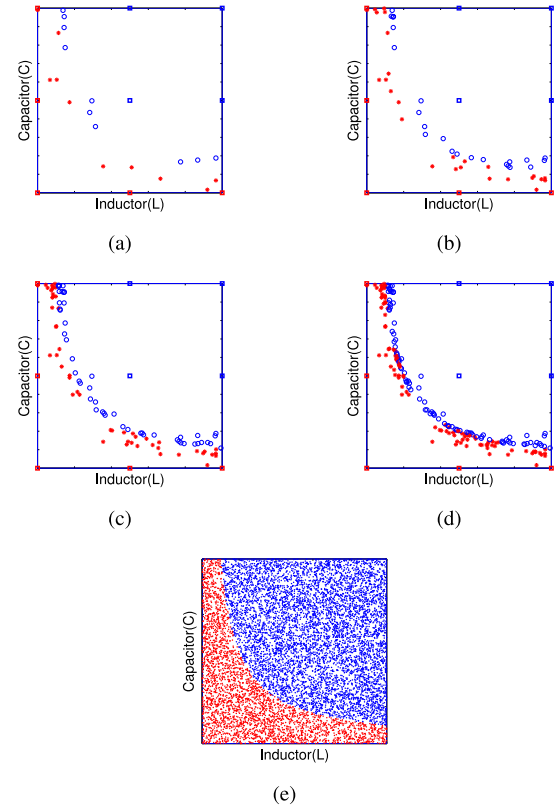 Capacitor(C)
Inductor(L)
(a)
Capacitor(C)
Inductor(L)
(b)
Capacitor(C)
Inductor(L)
(c)
Capacitor(C)
Inductor(L)
(d)
Capacitor(C)
Inductor(L)
(e)